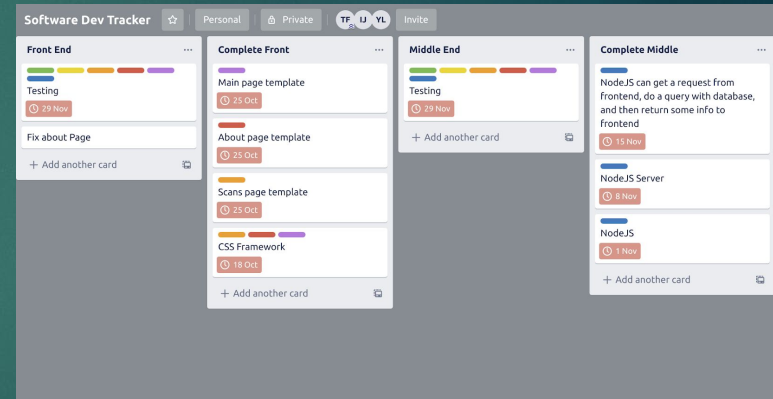 Software Dev Tracker
Personal
Private
TF
IJ
YL
Invite
Front End
Testing
29 Nov
Fix about Page
+ Add another card
Complete Front
Main page template
25 Oct
About page template
25 Oct
Scans page template
25 Oct
CSS Framework
18 Oct
+ Add another card
Middle End
Testing
29 Nov
+ Add another card
Complete Middle
NodeJS can get a request from
frontend, do a query with database,
and then return some info to
frontend
15 Nov
NodeJS Server
8 Nov
NodeJS
1 Nov
+ Add another card